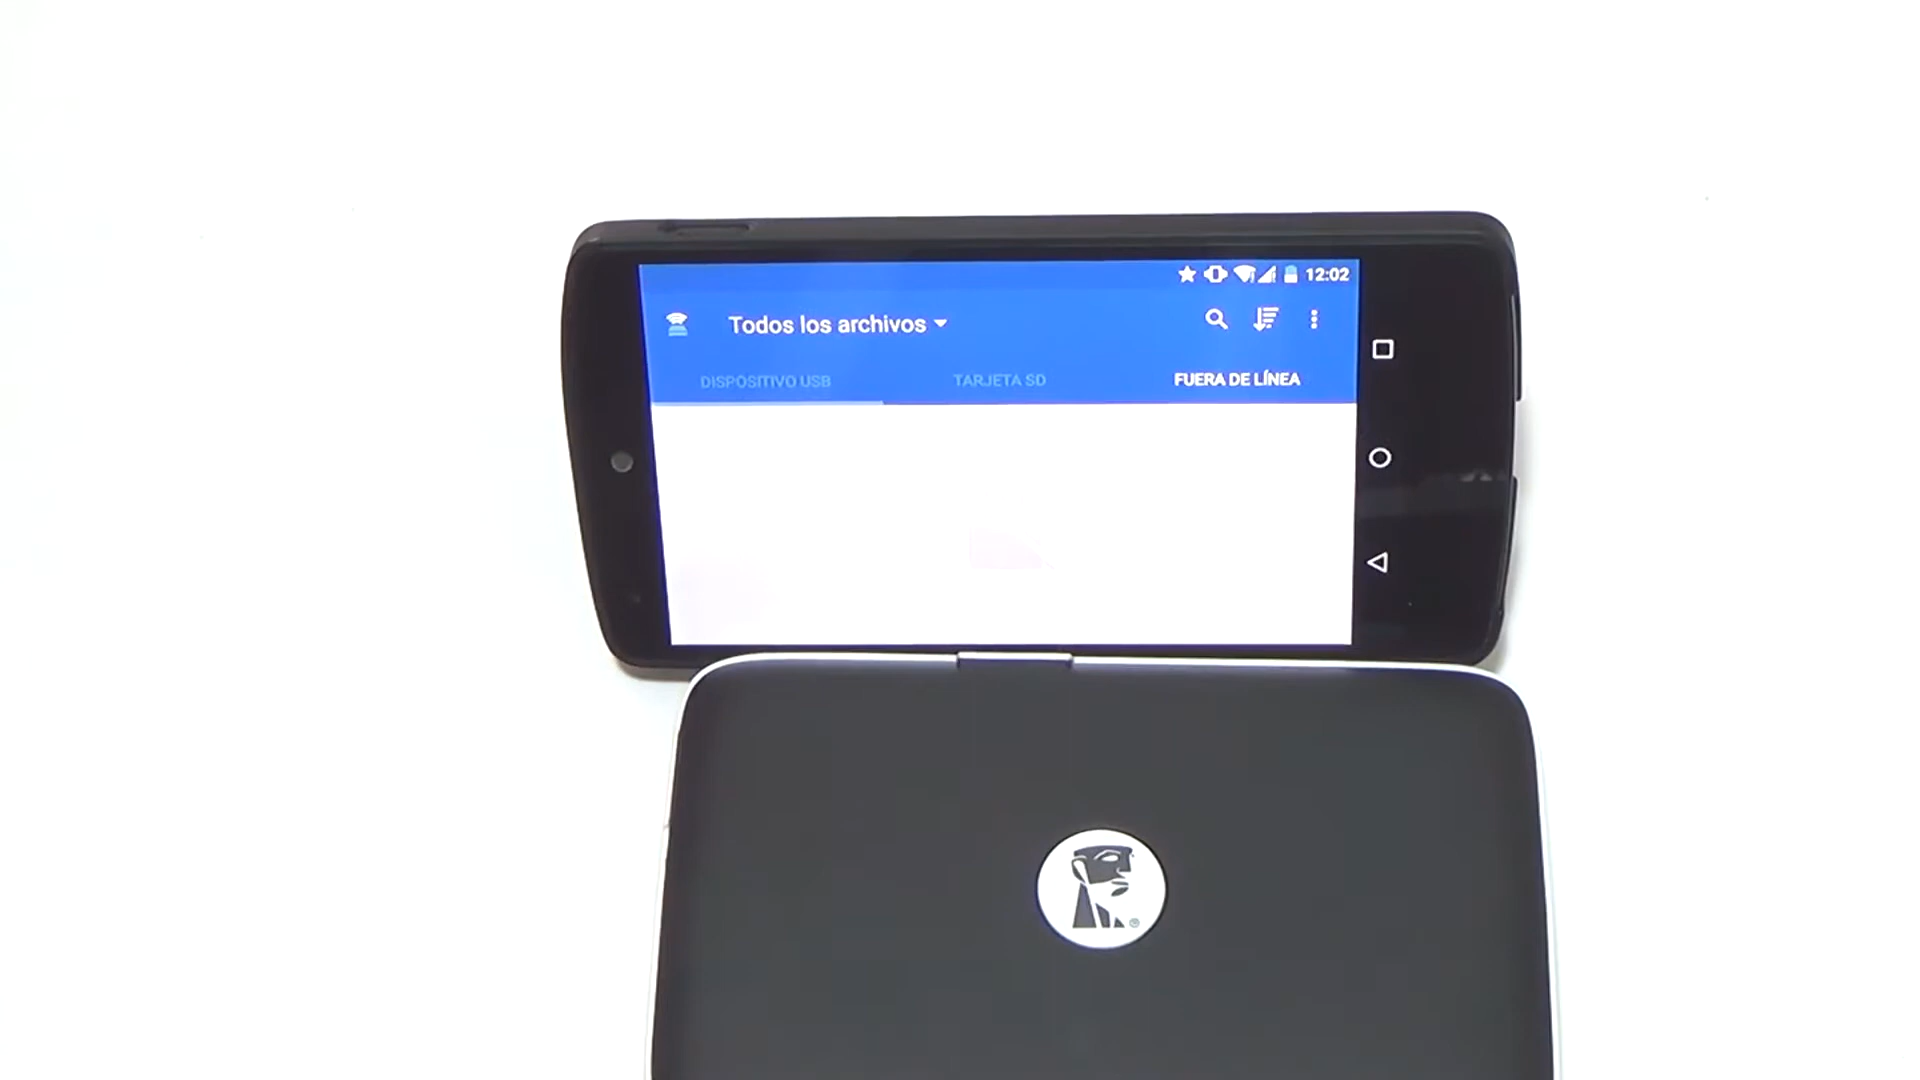 12:02
Todos los archivos
DISPOSITIVO USB TARJETA SD FUERA DE LÍNEA